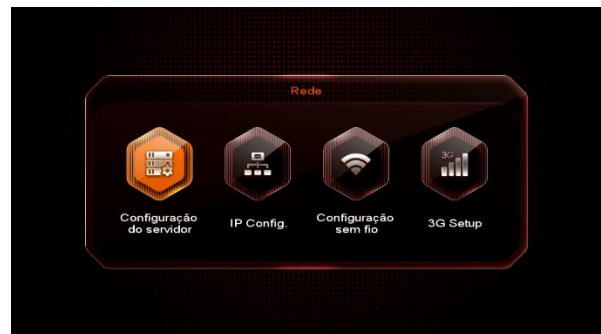 Rede
3G
Configuração
do servidor
IP Config.
Configuração
sem fio
3G Setup